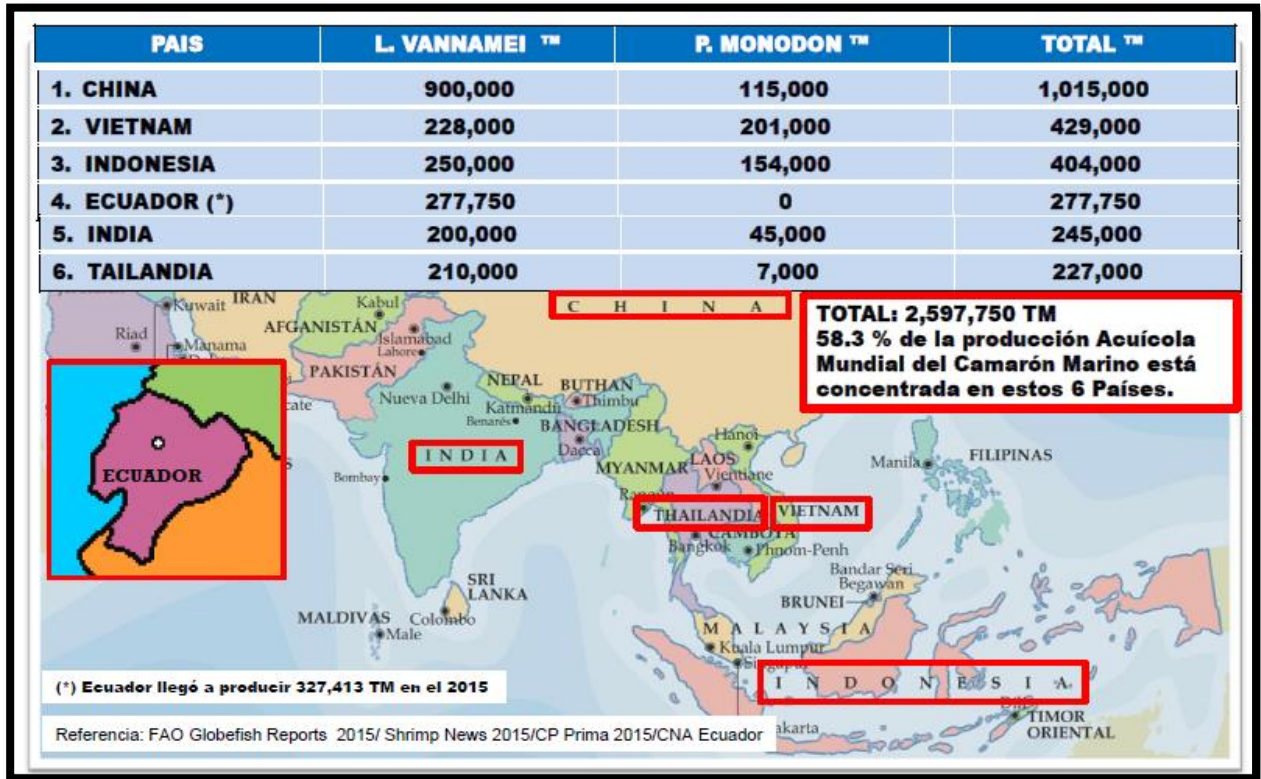 PAIS L. VANNAMEI ™ P. MONODON ™ TOTAL ™
1. CHINA 900,000 115,000 1,015,000
2. VIETNAM 228,000 201,000 429,000
3. INDONESIA 250,000 154,000 404,000
4. ECUADOR (*) 277,750 0 277,750
5. INDIA 200,000 45,000 245,000
6. TAILANDIA 210,000 7,000 227,000
TOTAL: 2,597,750 TM
58.3 % de la producción Acuícola
Mundial del Camarón Marino está
concentrada en estos 6 Países.
Kuwait
IRAN
Kabul
C H I N A
Riad
Manama
AFGANISTÁN
Islamabad
Lahore
PAKISTÁN
NEPAL
BUTHAN
Nueva Delhi
Katmandú
Thimbu
Benarés
BANGLADESH
Dacca
Hanoi
ECUADOR
INDIA
Bombay
MYANMAR
LAOS
Vientiane
Manila
FILIPINAS
Rangún
THAILANDIA
VIETNAM
CAMBOYA
Bangkok
Phnom-Penh
Bandar Seri
Begawan
SRI
LANKA
BRUNEI
MALDIVAS
Colombo
Male
MALAYSIA
Kuala Lumpur
Singapur
INDONESIA
(*) Ecuador llegó a producir 327,413 TM en el 2015
TIMOR
ORIENTAL
Referencia: FAO Globefish Reports 2015/ Shrimp News 2015/CP Prima 2015/CNA Ecuador
akarta